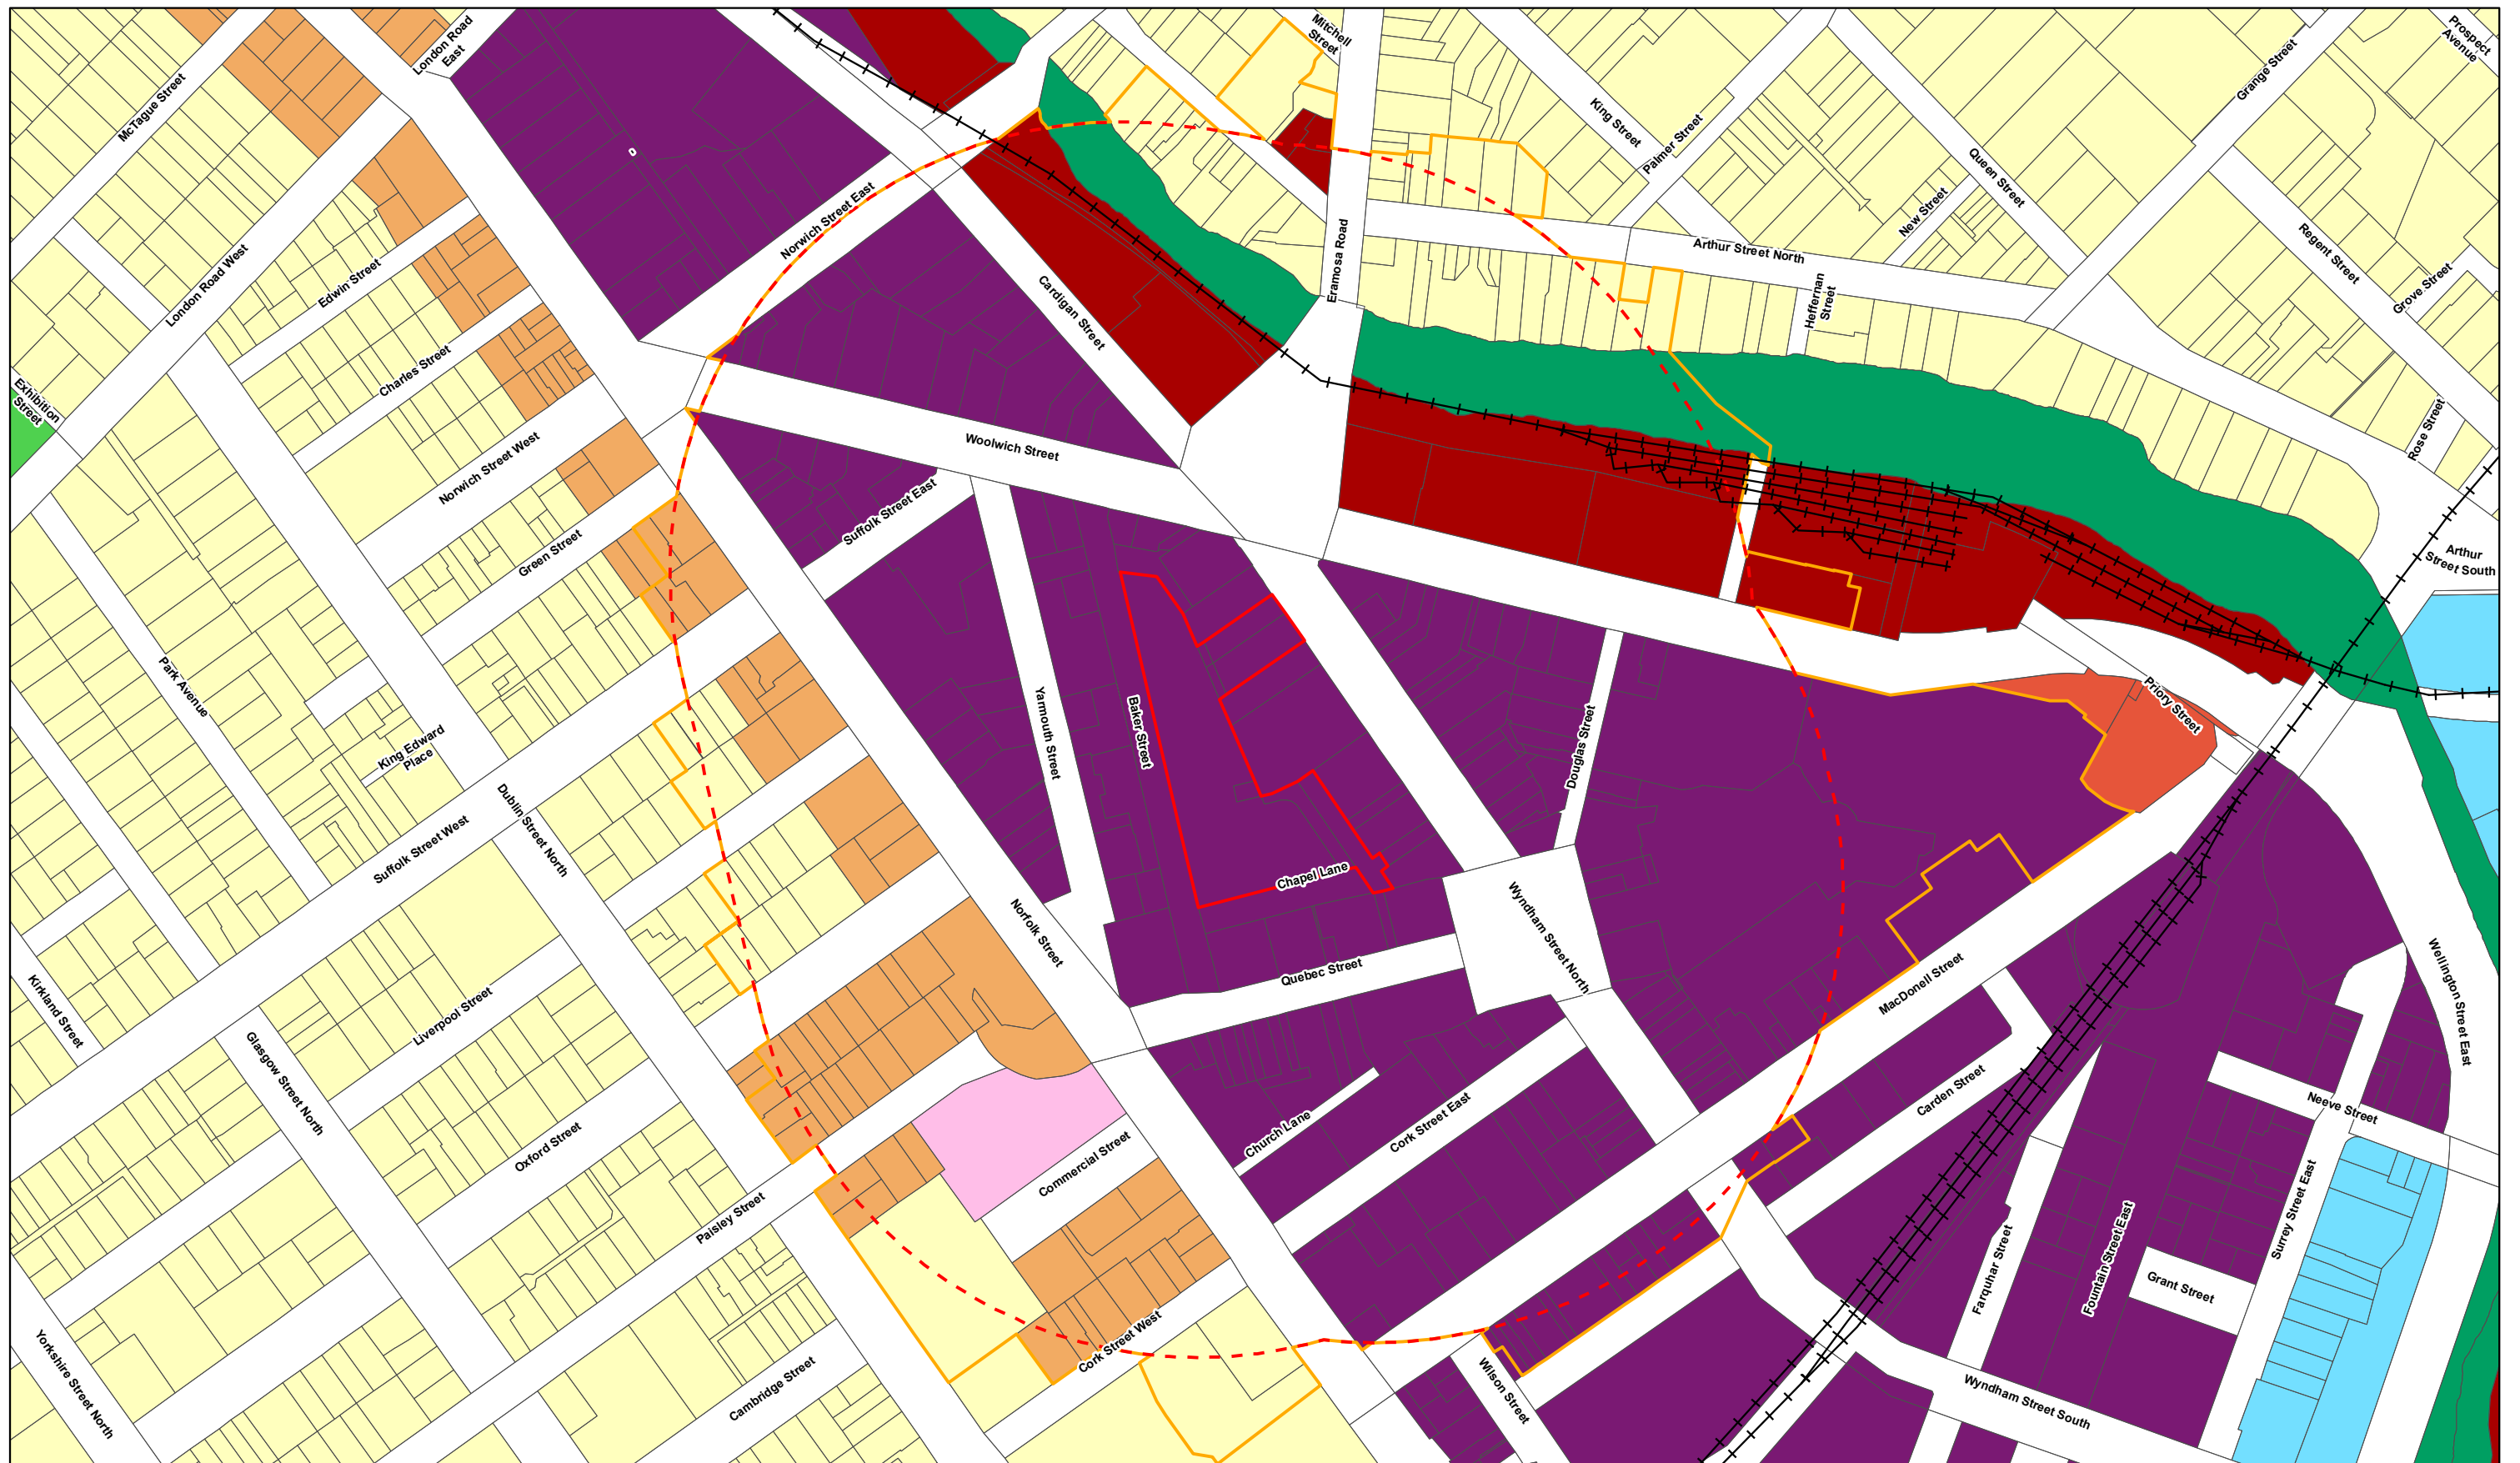 London Road
East
Mitchell
Street
Prospect
Avenue
Grange Street
McTague Street
King Street
Palmer Street
Queen Street
New Street
Norwich Street East
London Road West
Edwin Street
Eramosa Road
Arthur Street North
Regent Street
Grove Street
Heffernan
Street
Cardigan Street
Charles Street
Exhibition
Street
Rose Street
Woolwich Street
Norwich Street West
Suffolk Street East
Green Street
Arthur
Street South
Park Avenue
Priory Street
Yarmouth Street
Baker Street
Douglas Street
King Edward
Place
Dublin Street North
Suffolk Street West
Chapel Lane
Norfolk Street
Wyndham Street North
Quebec Street
MacDonell Street
Wellington Street East
Kirkland Street
Liverpool Street
Glasgow Street North
Carden Street
Neeve Street
Church Lane
Cork Street East
Oxford Street
Commercial Street
Paisley Street
Surrey Street East
Farquhar Street
Fountain Street East
Grant Street
Cork Street West
Yorkshire Street North
Cambridge Street
Wilson Street
Wyndham Street South